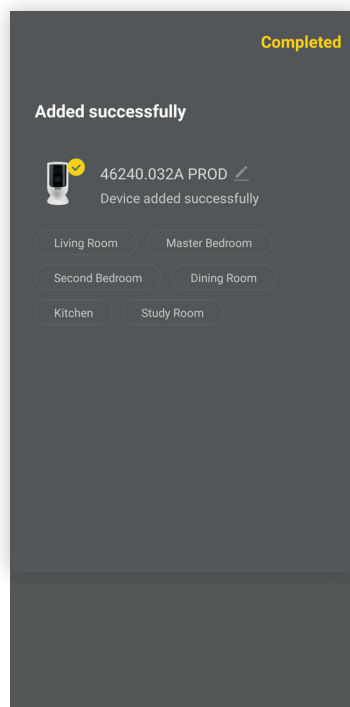 Completed
Added successfully
46240.032A PROD
Device added successfully
Living Room Master Bedroom
Second Bedroom Dining Room
Kitchen Study Room